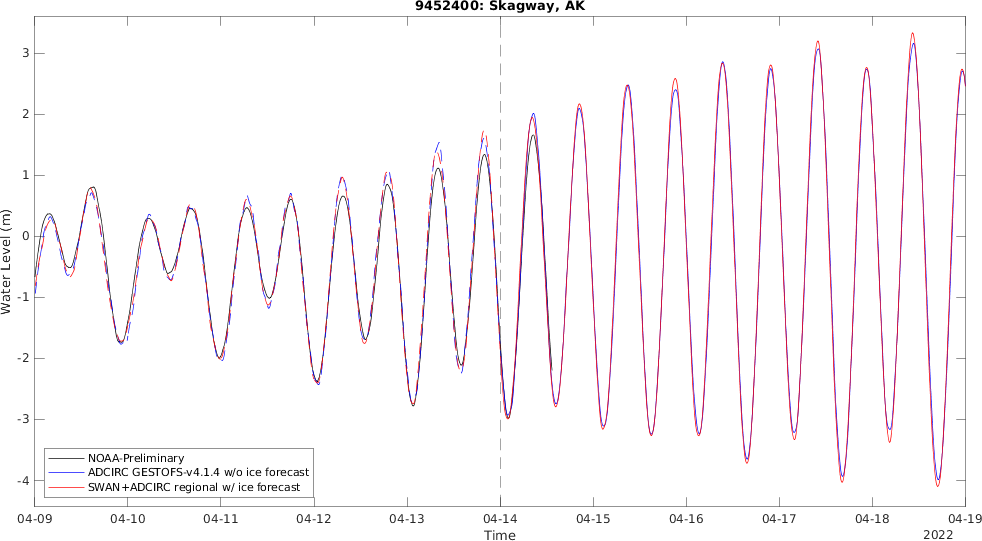 9452400: Skagway, AK
Water Level (m)
3
2
1
0
-1
-2
-3
-4
NOAA-Preliminary
ADCIRC GESTOFS-v4.1.4 w/o ice forecast
SWAN+ADCIRC regional w/ ice forecast
04-09 04-10 04-11 04-12 04-13 04-14 04-15 04-16 04-17 04-18 04-19
Time
2022